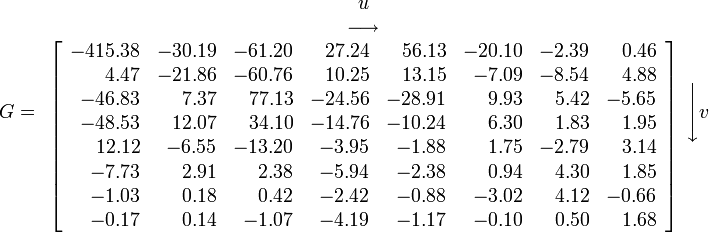 u
⟶
−415.38 −30.19 −61.20 27.24 56.13 −20.10 −2.39 0.46
4.47 −21.86 −60.76 10.25 13.15 −7.09 −8.54 4.88
−46.83 7.37 77.13 −24.56 −28.91 9.93 5.42 −5.65
G = −48.53 12.07 34.10 −14.76 −10.24 6.30 1.83 1.95 ↓ v
12.12 −6.55 −13.20 −3.95 −1.88 1.75 −2.79 3.14
−7.73 2.91 2.38 −5.94 −2.38 0.94 4.30 1.85
−1.03 0.18 0.42 −2.42 −0.88 −3.02 4.12 −0.66
−0.17 0.14 −1.07 −4.19 −1.17 −0.10 0.50 1.68